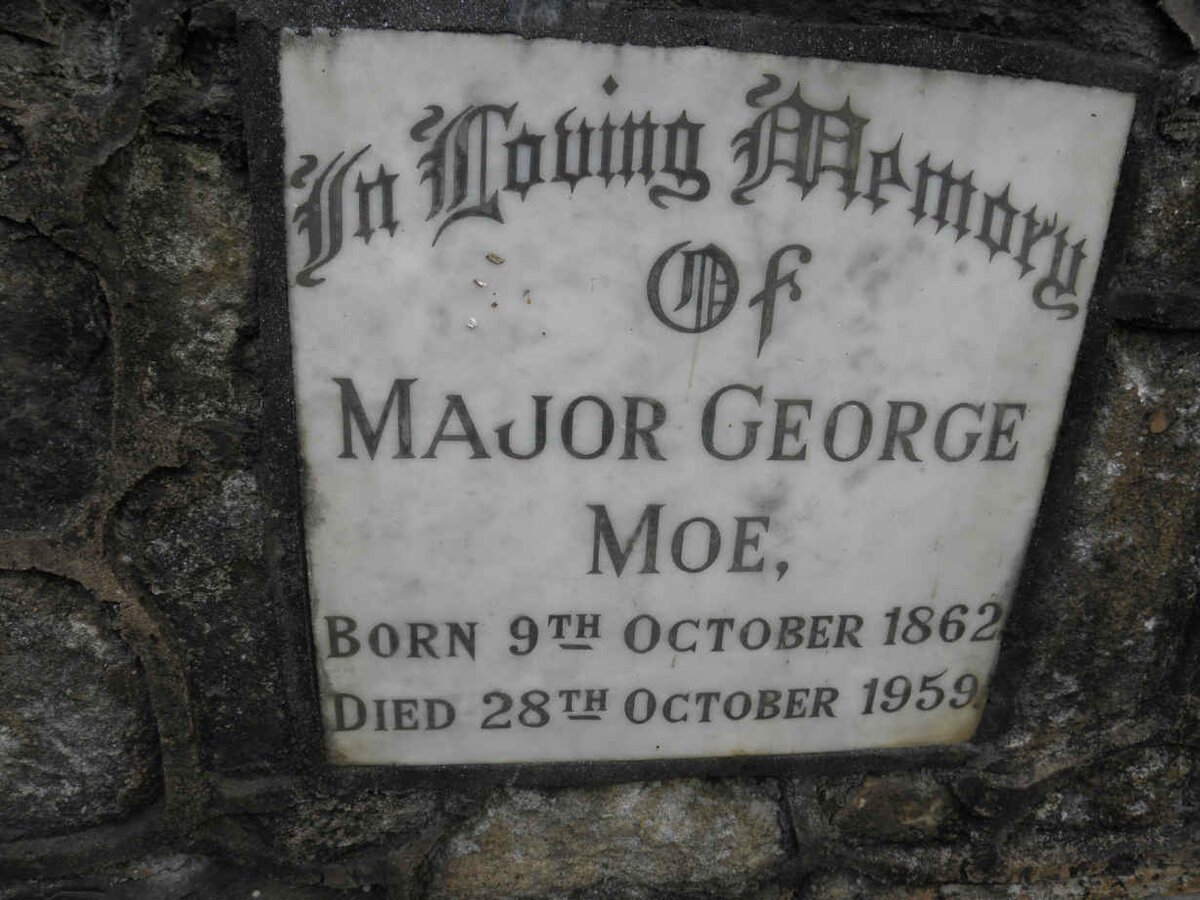 In Loving Memory
Of
MAJOR GEORGE
MOE,
BORN 9TH OCTOBER 1862
DIED 28TH OCTOBER 1959.